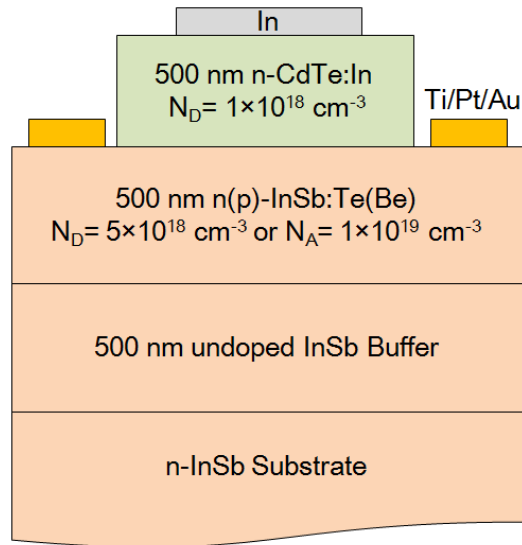 In
500 nm n-CdTe:In
N_D= 1×10^18 cm^-3
Ti/Pt/Au
500 nm n(p)-InSb:Te(Be)
N_D= 5×10^18 cm^-3 or N_A= 1×10^19 cm^-3
500 nm undoped InSb Buffer
n-InSb Substrate